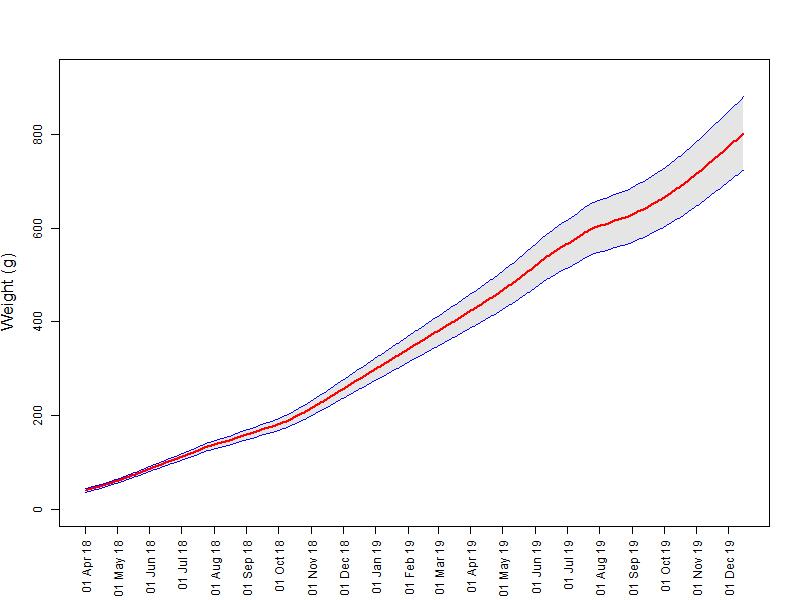 Weight (g)
800
600
400
200
0
01 Apr 18
01 May 18
01 Jun 18
01 Jul 18
01 Aug 18
01 Sep 18
01 Oct 18
01 Nov 18
01 Dec 18
01 Jan 19
01 Feb 19
01 Mar 19
01 Apr 19
01 May 19
01 Jun 19
01 Jul 19
01 Aug 19
01 Sep 19
01 Oct 19
01 Nov 19
01 Dec 19